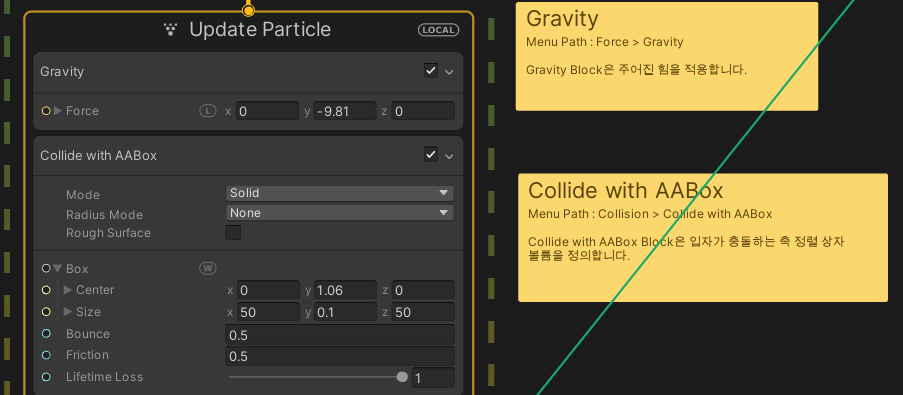 Update Particle LOCAL
Gravity
Force L x 0 y -9.81 z 0
Collide with AABox
Mode Solid
Radius Mode None
Rough Surface
Box W
Center x 0 y 1.06 z 0
Size x 50 y 0.1 z 50
Bounce 0.5
Friction 0.5
Lifetime Loss 1
Gravity
Menu Path : Force > Gravity
Gravity Block은 주어진 힘을 적용합니다.
Collide with AABox
Menu Path : Collision > Collide with AABox
Collide with AABox Block은 입자가 충돌하는 축 정렬 상자
볼륨을 정의합니다.